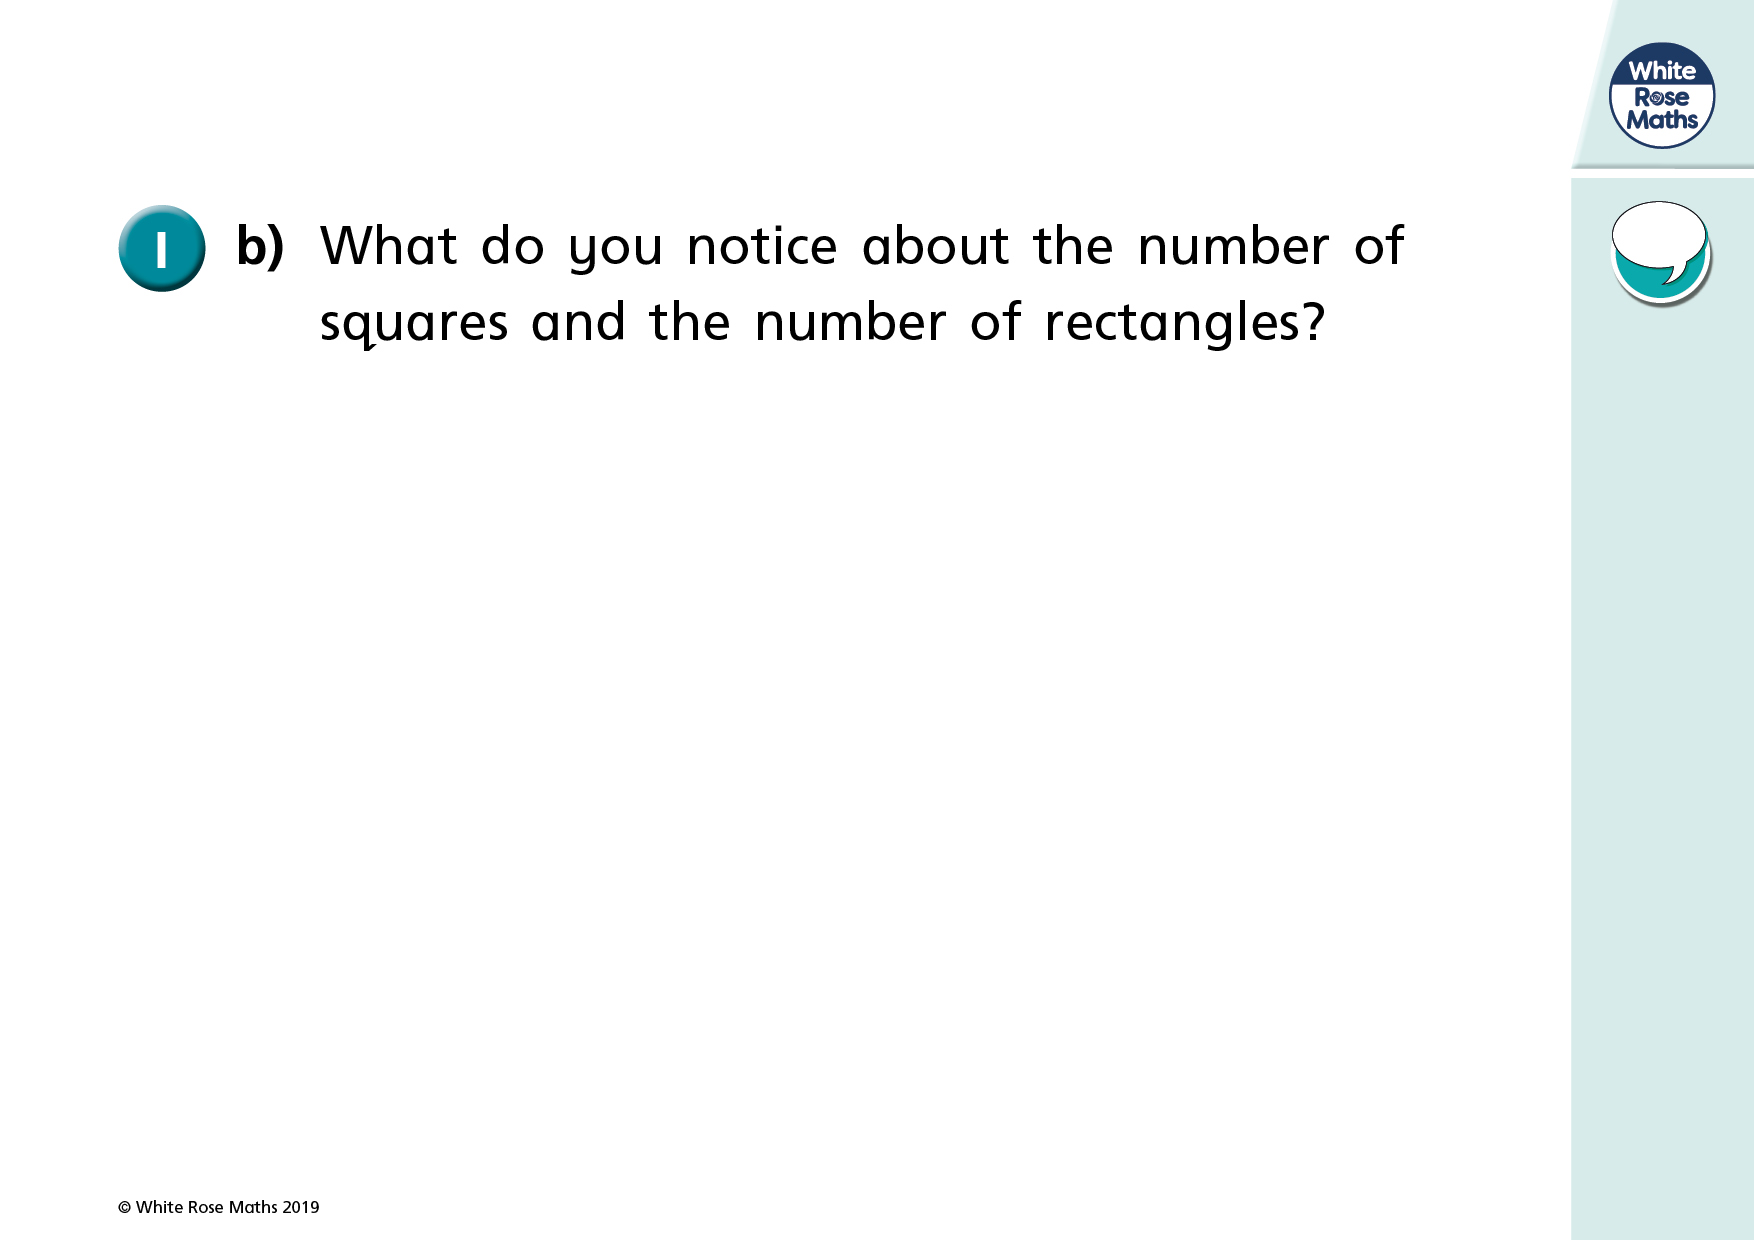 White
Rose
Maths
1 b) What do you notice about the number of
squares and the number of rectangles?
© White Rose Maths 2019